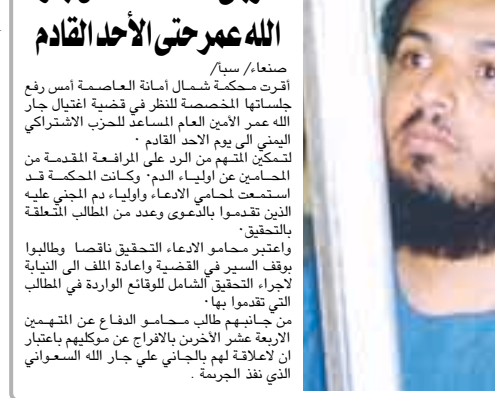 الله عمر حتى الأحد القادم
صنعاء/ سبأ/
أقرت محكمة شمال أمانة العاصمة أمس رفع
جلساتها المخصصة للنظر في قضية اغتيال جار
الله عمر الأمين العام المساعد للحزب الاشتراكي
اليمني الى يوم الاحد القادم .
لتمكين المتهم من الرد على المرافعة المقدمة من
المحامين عن اولياء الدم. وكانت المحكمة قد
استمعت لمحامي الادعاء واولياء دم المجني عليه
الذين تقدموا بالدعوى وعدد من المطالب المتعلقة
بالتحقيق.
واعتبر محامو الادعاء التحقيق ناقصا وطالبوا
بوقف السير في القضية واعادة الملف الى النيابة
لاجراء التحقيق الشامل للوقائع الواردة في المطالب
التي تقدموا بها.
من جانبهم طالب محامو الدفاع عن المتهمين
الاربعة عشر الأخرين بالافراج عن موكليهم باعتبار
ان لاعلاقة لهم بالجاني علي جار الله السعواني
الذي نفذ الجريمة .